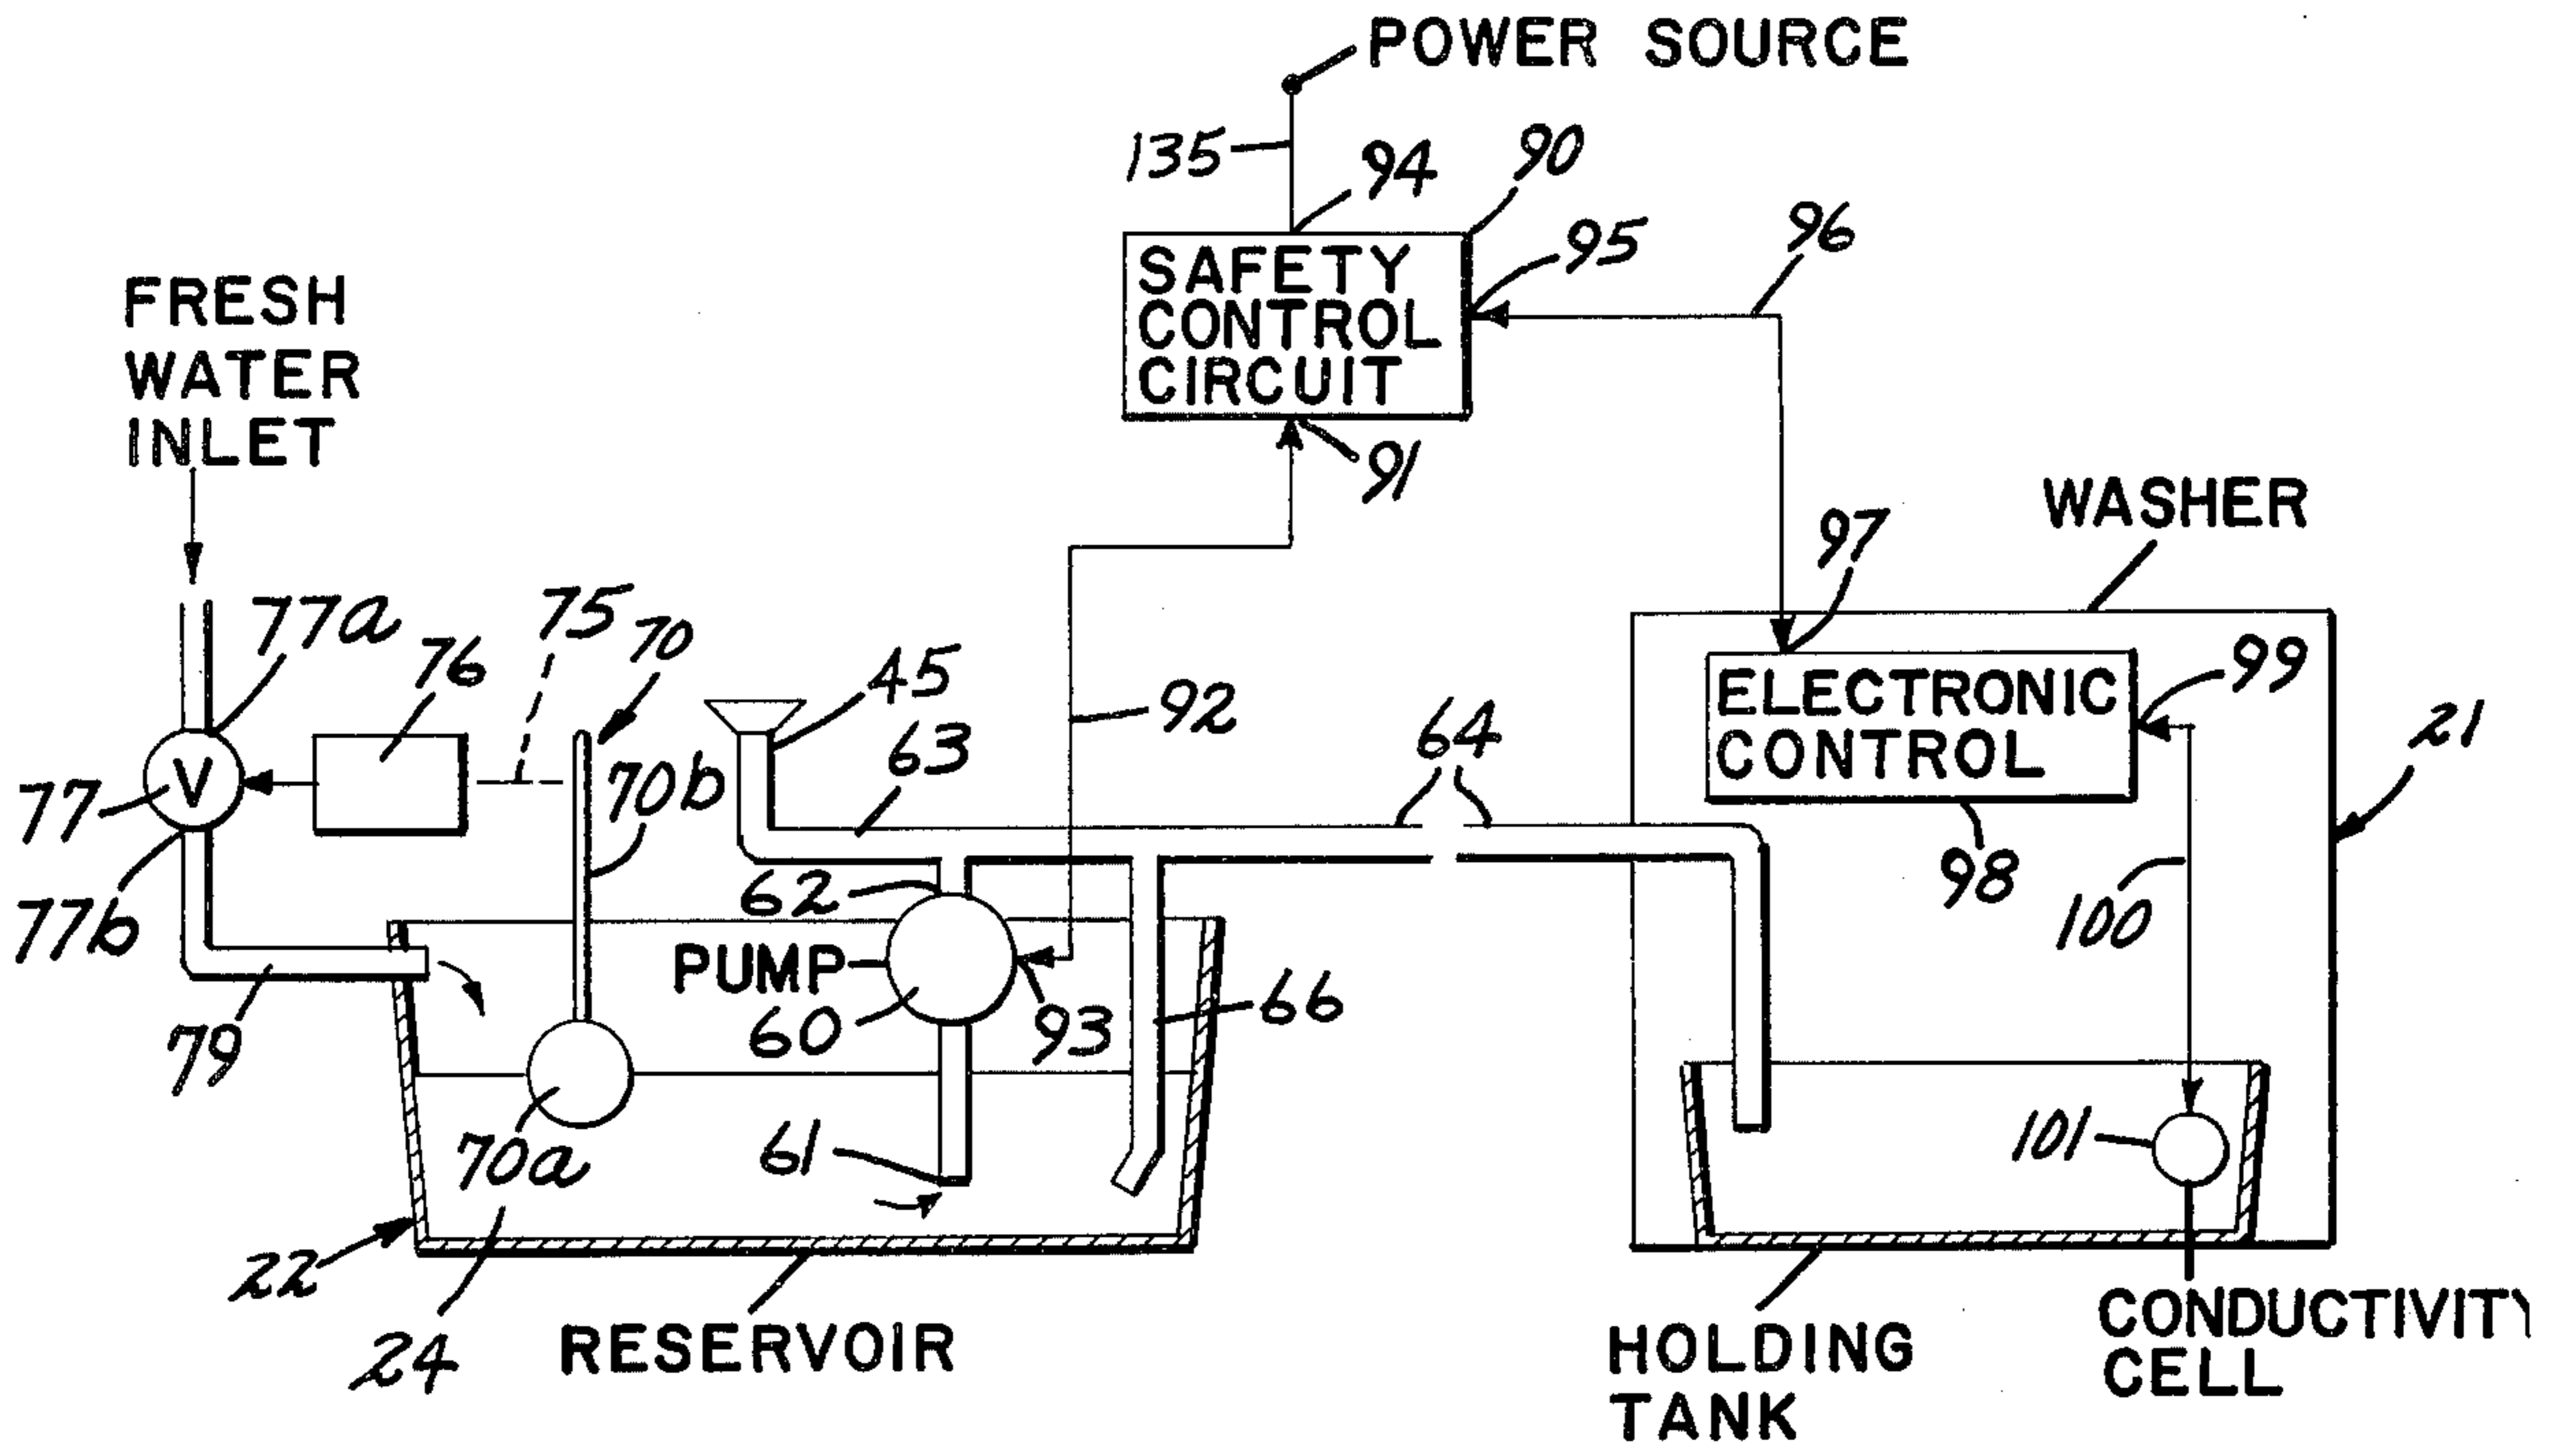 POWER SOURCE
135
94
90
95
96
SAFETY
CONTROL
CIRCUIT
91
FRESH
WATER
INLET
WASHER
97
77a
76
75
70
45
63
92
64
99
ELECTRONIC
CONTROL
21
V
77
70b
98
100
77b
62
PUMP
60
93
66
79
70a
61
101
22
24
RESERVOIR
HOLDING
TANK
CONDUCTIVITY
CELL